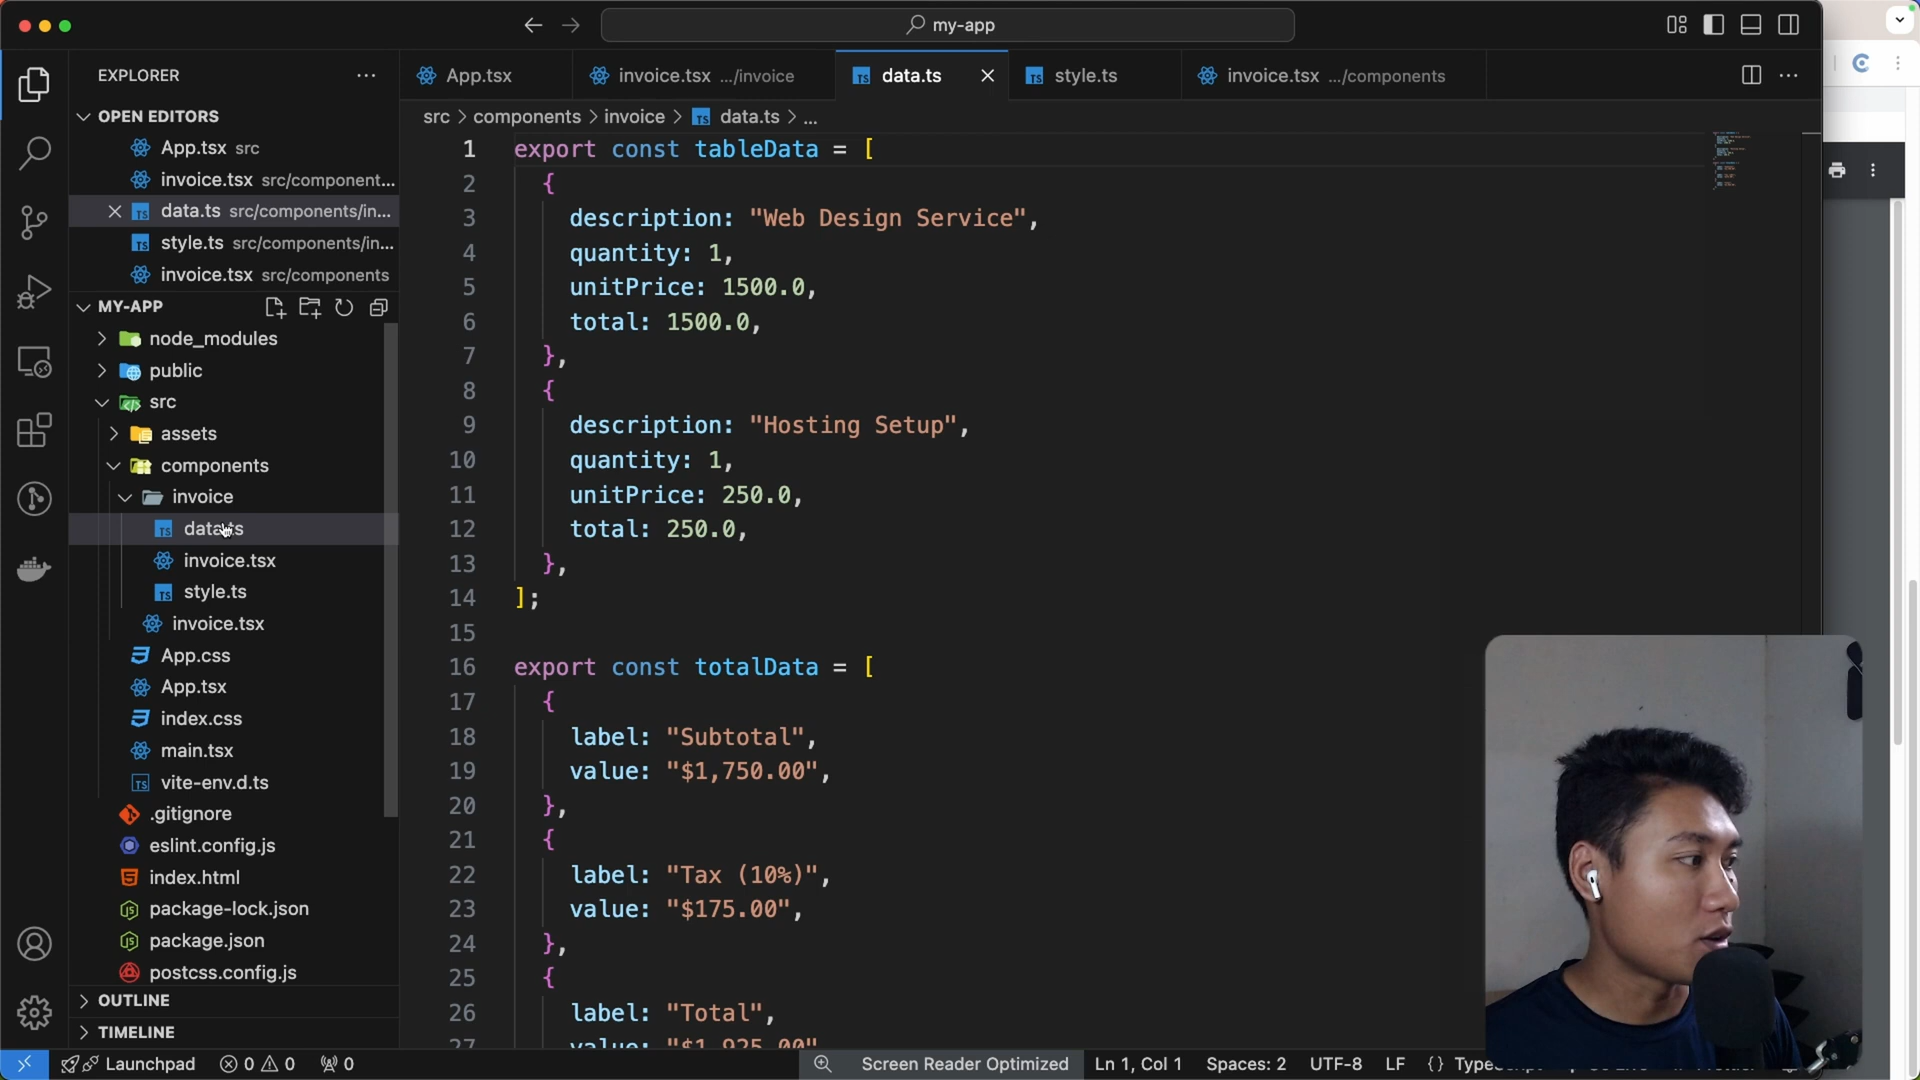 my-app
EXPLORER
OPEN EDITORS
App.tsx src
invoice.tsx src/component...
data.ts src/components/in...
style.ts src/components/in...
invoice.tsx src/components
MY-APP
node_modules
public
src
assets
components
invoice
data.ts
invoice.tsx
style.ts
invoice.tsx
App.css
App.tsx
index.css
main.tsx
vite-env.d.ts
.gitignore
eslint.config.js
index.html
package-lock.json
package.json
postcss.config.js
OUTLINE
TIMELINE
App.tsx invoice.tsx .../invoice data.ts style.ts invoice.tsx .../components
src > components > invoice > data.ts > ...
1 export const tableData = [
2 {
3 description: "Web Design Service",
4 quantity: 1,
5 unitPrice: 1500.0,
6 total: 1500.0,
7 },
8 {
9 description: "Hosting Setup",
10 quantity: 1,
11 unitPrice: 250.0,
12 total: 250.0,
13 },
14 ];
15
16 export const totalData = [
17 {
18 label: "Subtotal",
19 value: "$1,750.00",
20 },
21 {
22 label: "Tax (10%)",
23 value: "$175.00",
24 },
25 {
26 label: "Total",
27 value: "$1,925.00"
Launchpad 0 0 0 Screen Reader Optimized Ln 1, Col 1 Spaces: 2 UTF-8 LF {}